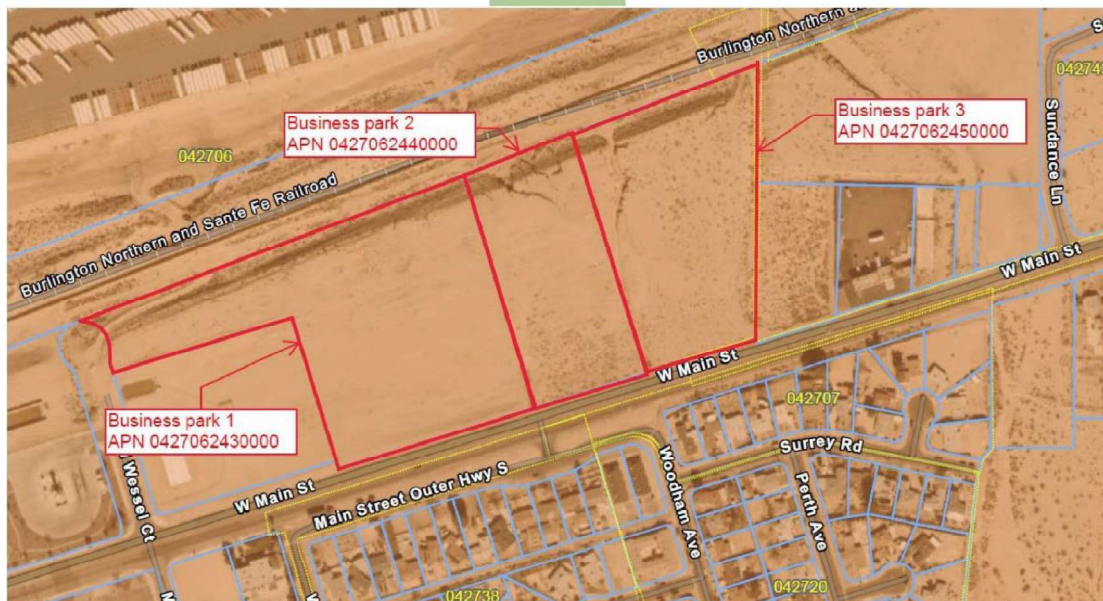 Burlington Northern
Business park 2
APN 0427062440000
Business park 3
APN 0427062450000
042706
Sundance Ln
Burlington Northern and Sante Fe Railroad
W Main St
W Main St
Business park 1
APN 0427062430000
042707
Surrey Rd
Wessel Ct
W Main St
Main Street Outer Hwy S
Woodham Ave
Perth Ave
042738
042720